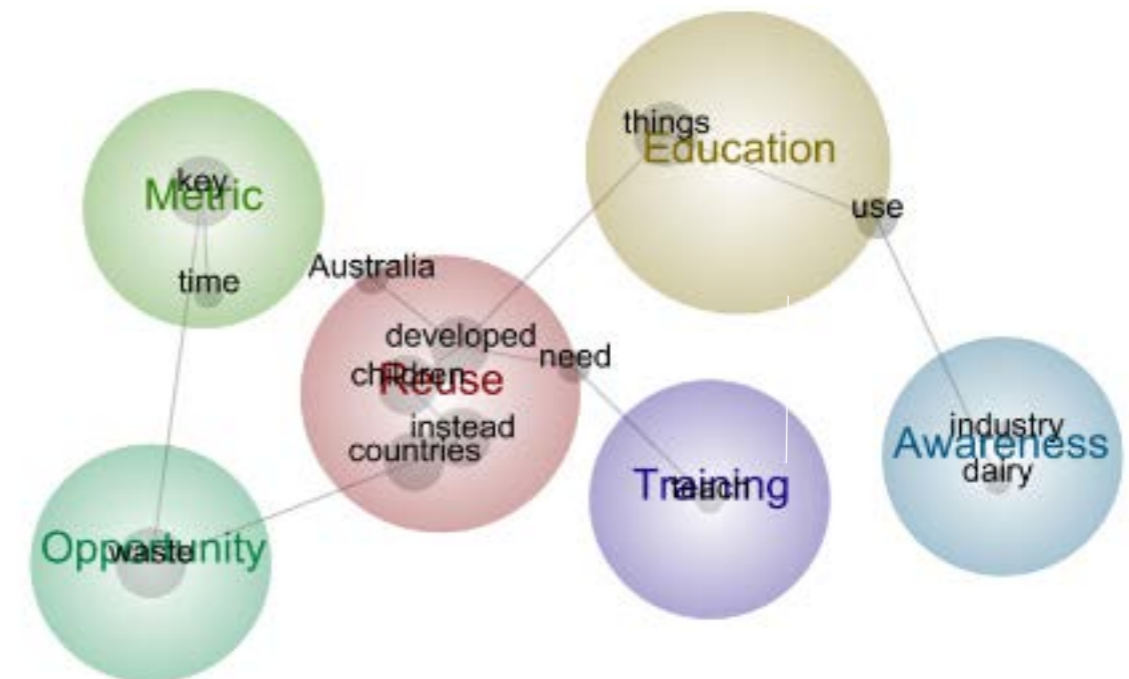 things
Education
key
Metric
use
Australia
time
developed
need
children
Reuse
instead
countries
industry
Awareness
dairy
Training
teach
Opportunity
waste